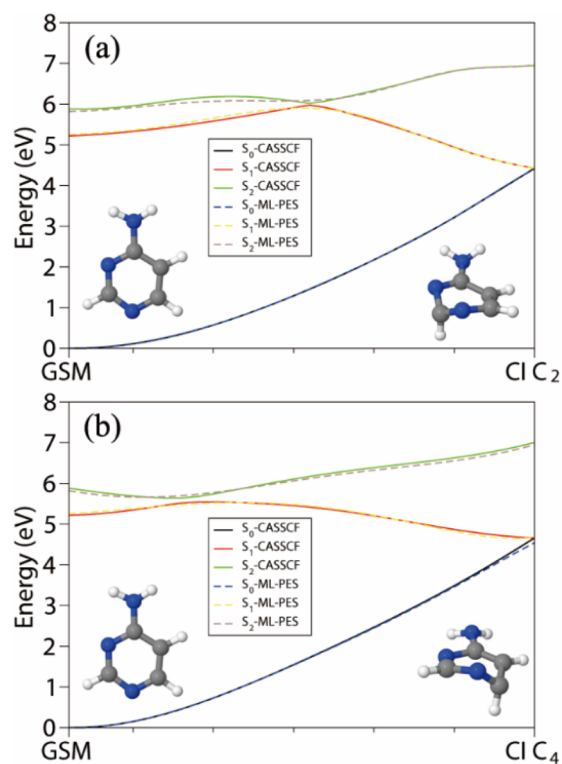 (a)
8
7
6
5
4
3
2
1
0
Energy (eV)
S₀-CASSCF
S₁-CASSCF
S₂-CASSCF
S₀-ML-PES
S₁-ML-PES
S₂-ML-PES
GSM
CI C₂
(b)
8
7
6
5
4
3
2
1
0
Energy (eV)
S₀-CASSCF
S₁-CASSCF
S₂-CASSCF
S₀-ML-PES
S₁-ML-PES
S₂-ML-PES
GSM
CI C₄